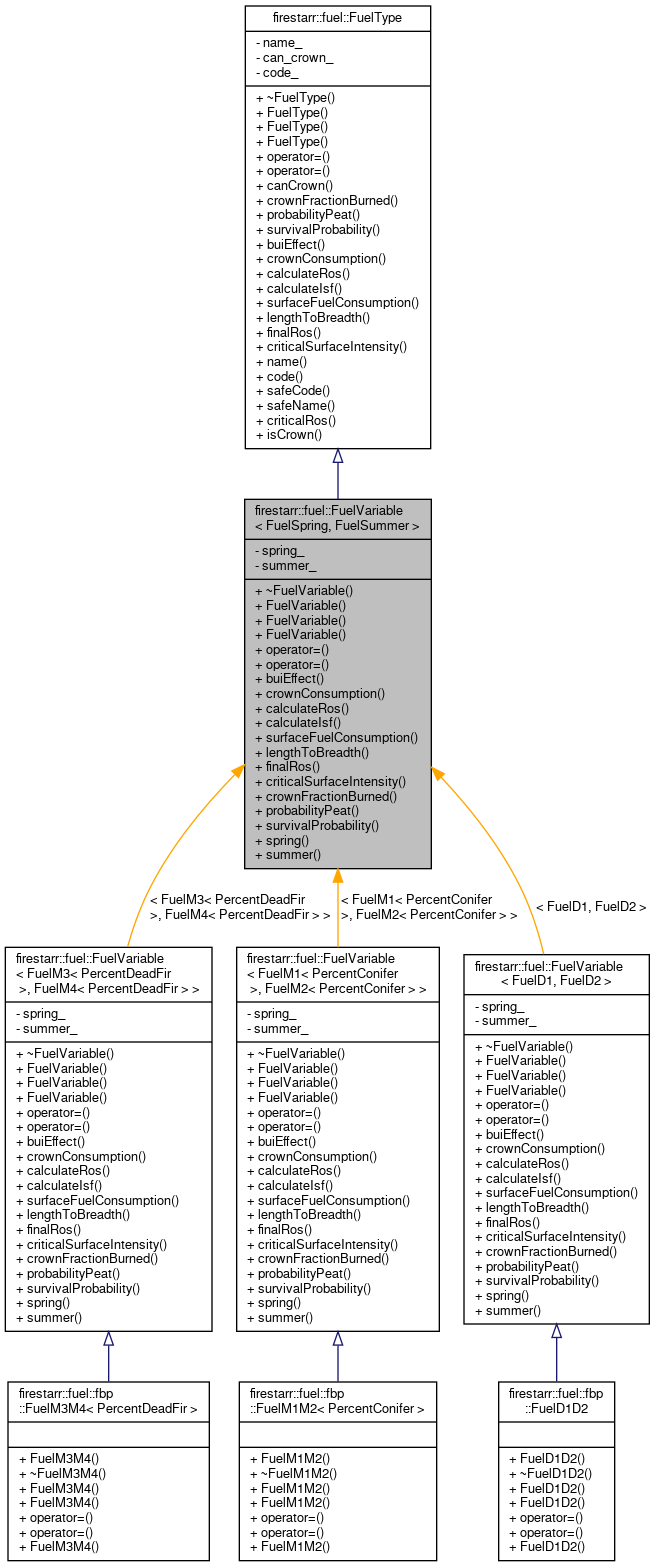 firestarr::fuel::FuelType
- name_
- can_crown_
- code_
+ ~FuelType()
+ FuelType()
+ FuelType()
+ FuelType()
+ operator=()
+ operator=()
+ canCrown()
+ crownFractionBurned()
+ probabilityPeat()
+ survivalProbability()
+ buiEffect()
+ crownConsumption()
+ calculateRos()
+ calculateIsf()
+ surfaceFuelConsumption()
+ lengthToBreadth()
+ finalRos()
+ criticalSurfaceIntensity()
+ name()
+ code()
+ safeCode()
+ safeName()
+ criticalRos()
+ isCrown()
firestarr::fuel::FuelVariable
< FuelSpring, FuelSummer >
- spring_
- summer_
+ ~FuelVariable()
+ FuelVariable()
+ FuelVariable()
+ FuelVariable()
+ operator=()
+ operator=()
+ buiEffect()
+ crownConsumption()
+ calculateRos()
+ calculateIsf()
+ surfaceFuelConsumption()
+ lengthToBreadth()
+ finalRos()
+ criticalSurfaceIntensity()
+ crownFractionBurned()
+ probabilityPeat()
+ survivalProbability()
+ spring()
+ summer()
< FuelM3< PercentDeadFir
>, FuelM4< PercentDeadFir > >
< FuelM1< PercentConifer
>, FuelM2< PercentConifer > >
< FuelD1, FuelD2 >
firestarr::fuel::FuelVariable
< FuelM3< PercentDeadFir
>, FuelM4< PercentDeadFir > >
- spring_
- summer_
+ ~FuelVariable()
+ FuelVariable()
+ FuelVariable()
+ FuelVariable()
+ operator=()
+ operator=()
+ buiEffect()
+ crownConsumption()
+ calculateRos()
+ calculateIsf()
+ surfaceFuelConsumption()
+ lengthToBreadth()
+ finalRos()
+ criticalSurfaceIntensity()
+ crownFractionBurned()
+ probabilityPeat()
+ survivalProbability()
+ spring()
+ summer()
firestarr::fuel::FuelVariable
< FuelM1< PercentConifer
>, FuelM2< PercentConifer > >
- spring_
- summer_
+ ~FuelVariable()
+ FuelVariable()
+ FuelVariable()
+ FuelVariable()
+ operator=()
+ operator=()
+ buiEffect()
+ crownConsumption()
+ calculateRos()
+ calculateIsf()
+ surfaceFuelConsumption()
+ lengthToBreadth()
+ finalRos()
+ criticalSurfaceIntensity()
+ crownFractionBurned()
+ probabilityPeat()
+ survivalProbability()
+ spring()
+ summer()
firestarr::fuel::FuelVariable
< FuelD1, FuelD2 >
- spring_
- summer_
+ ~FuelVariable()
+ FuelVariable()
+ FuelVariable()
+ FuelVariable()
+ operator=()
+ operator=()
+ buiEffect()
+ crownConsumption()
+ calculateRos()
+ calculateIsf()
+ surfaceFuelConsumption()
+ lengthToBreadth()
+ finalRos()
+ criticalSurfaceIntensity()
+ crownFractionBurned()
+ probabilityPeat()
+ survivalProbability()
+ spring()
+ summer()
firestarr::fuel::fbp
::FuelM3M4< PercentDeadFir >
+ FuelM3M4()
+ ~FuelM3M4()
+ FuelM3M4()
+ FuelM3M4()
+ operator=()
+ operator=()
+ FuelM3M4()
firestarr::fuel::fbp
::FuelM1M2< PercentConifer >
+ FuelM1M2()
+ ~FuelM1M2()
+ FuelM1M2()
+ FuelM1M2()
+ operator=()
+ operator=()
+ FuelM1M2()
firestarr::fuel::fbp
::FuelD1D2
+ FuelD1D2()
+ ~FuelD1D2()
+ FuelD1D2()
+ FuelD1D2()
+ operator=()
+ operator=()
+ FuelD1D2()